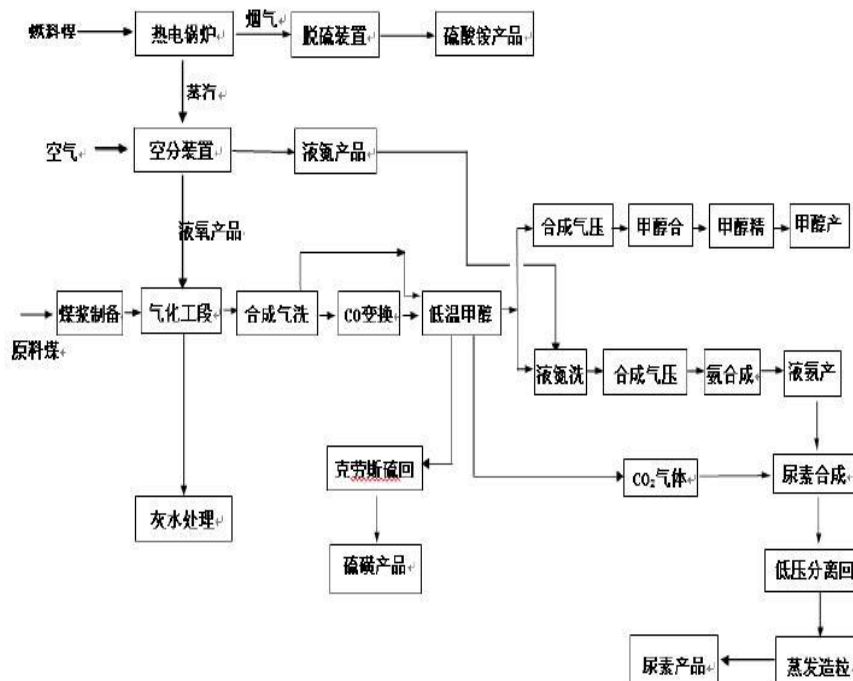 燃料煤
热电锅炉
烟气
脱硫装置
硫酸铵产品
蒸汽
空气
空分装置
液氮产品
液氧产品
合成气压
甲醇合
甲醇精
甲醇产
原料煤
煤浆制备
气化工段
合成气洗
CO变换
低温甲醇
液氮洗
合成气压
氨合成
液氨产
克劳斯硫回
CO₂气体
尿素合成
灰水处理
硫磺产品
低压分离回
尿素产品
蒸发造粒